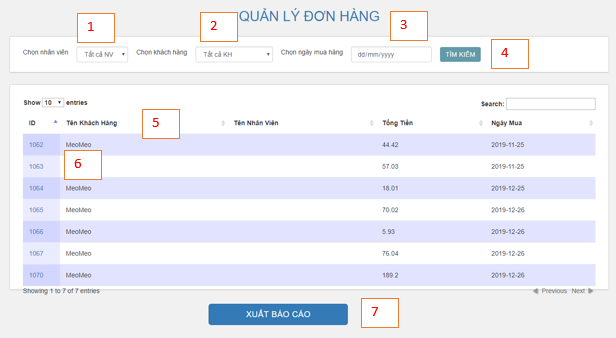 QUẢN LÝ ĐƠN HÀNG
1
2
3
4
Chọn nhân viên Tất cả NV Chọn khách hàng Tất cả KH Chọn ngày mua hàng dd/mm/yyyy TÌM KIẾM
Show 10 entries Search:
5
ID Tên Khách Hàng Tên Nhân Viên Tổng Tiền Ngày Mua
1062 MeoMeo 44.42 2019-11-25
6
1063 MeoMeo 57.03 2019-11-25
1064 MeoMeo 18.01 2019-12-25
1065 MeoMeo 70.02 2019-12-26
1066 MeoMeo 5.93 2019-12-26
1067 MeoMeo 76.04 2019-12-26
1070 MeoMeo 189.2 2019-12-26
Showing 1 to 7 of 7 entries Previous Next
XUẤT BÁO CÁO 7